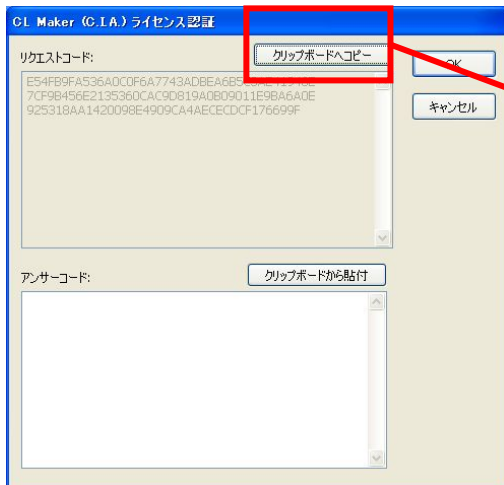 CL Maker (C.I.A.) ライセンス認証
リクエストコード:
クリップボードへコピー
OK
キャンセル
7CF9B456E2135360CAC9D819A0B09011E9BA6A0E
925318AA1420098E4909CA4AECECDCF176699F
アンサーコード:
クリップボードから貼付